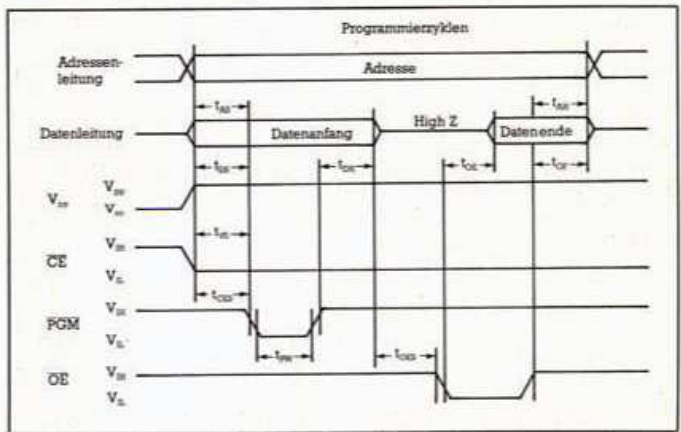 Programmierzyklen
Adressen-
leitung
Adresse
t_AS
t_AH
Datenleitung
Datenanfang
High Z
Datenende
t_DS
t_DH
t_OE
t_DF
V_PP
V_PP
V_CC
t_VS
CE
V_IH
V_IL
t_CES
PGM
V_IH
V_IL
t_PW
t_OES
OE
V_IH
V_IL